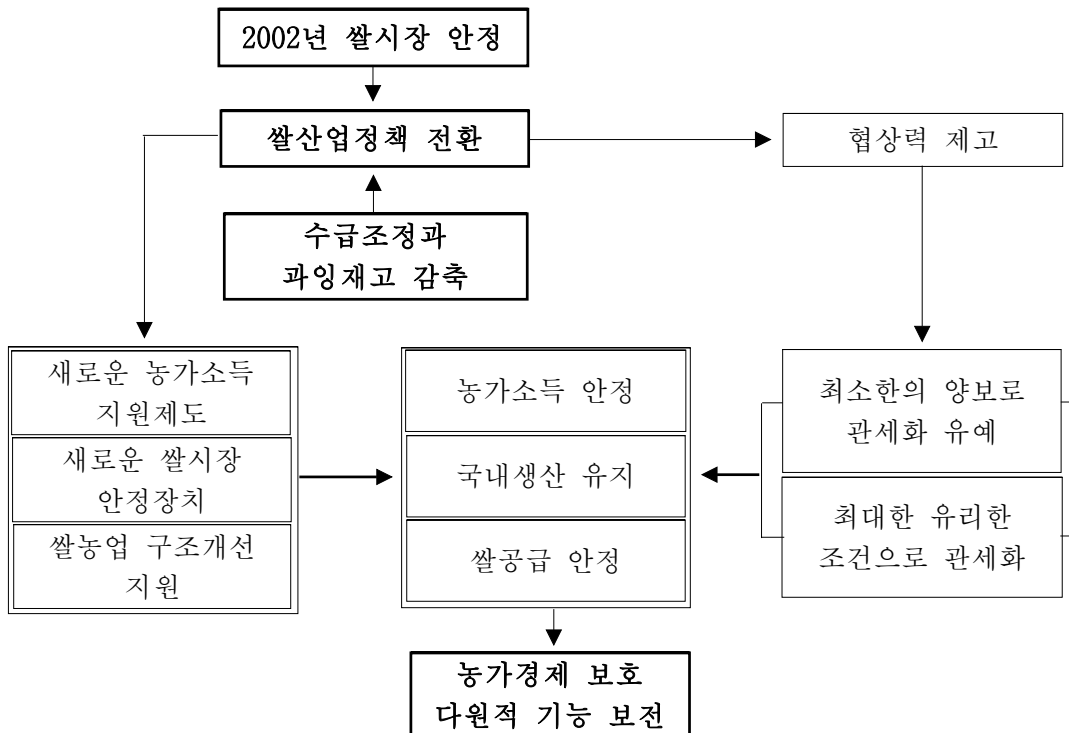 2002년 쌀시장 안정
쌀산업정책 전환
협상력 제고
수급조정과
과잉재고 감축
새로운 농가소득
지원제도
새로운 쌀시장
안정장치
쌀농업 구조개선
지원
농가소득 안정
국내생산 유지
쌀공급 안정
최소한의 양보로
관세화 유예
최대한 유리한
조건으로 관세화
농가경제 보호
다원적 기능 보전